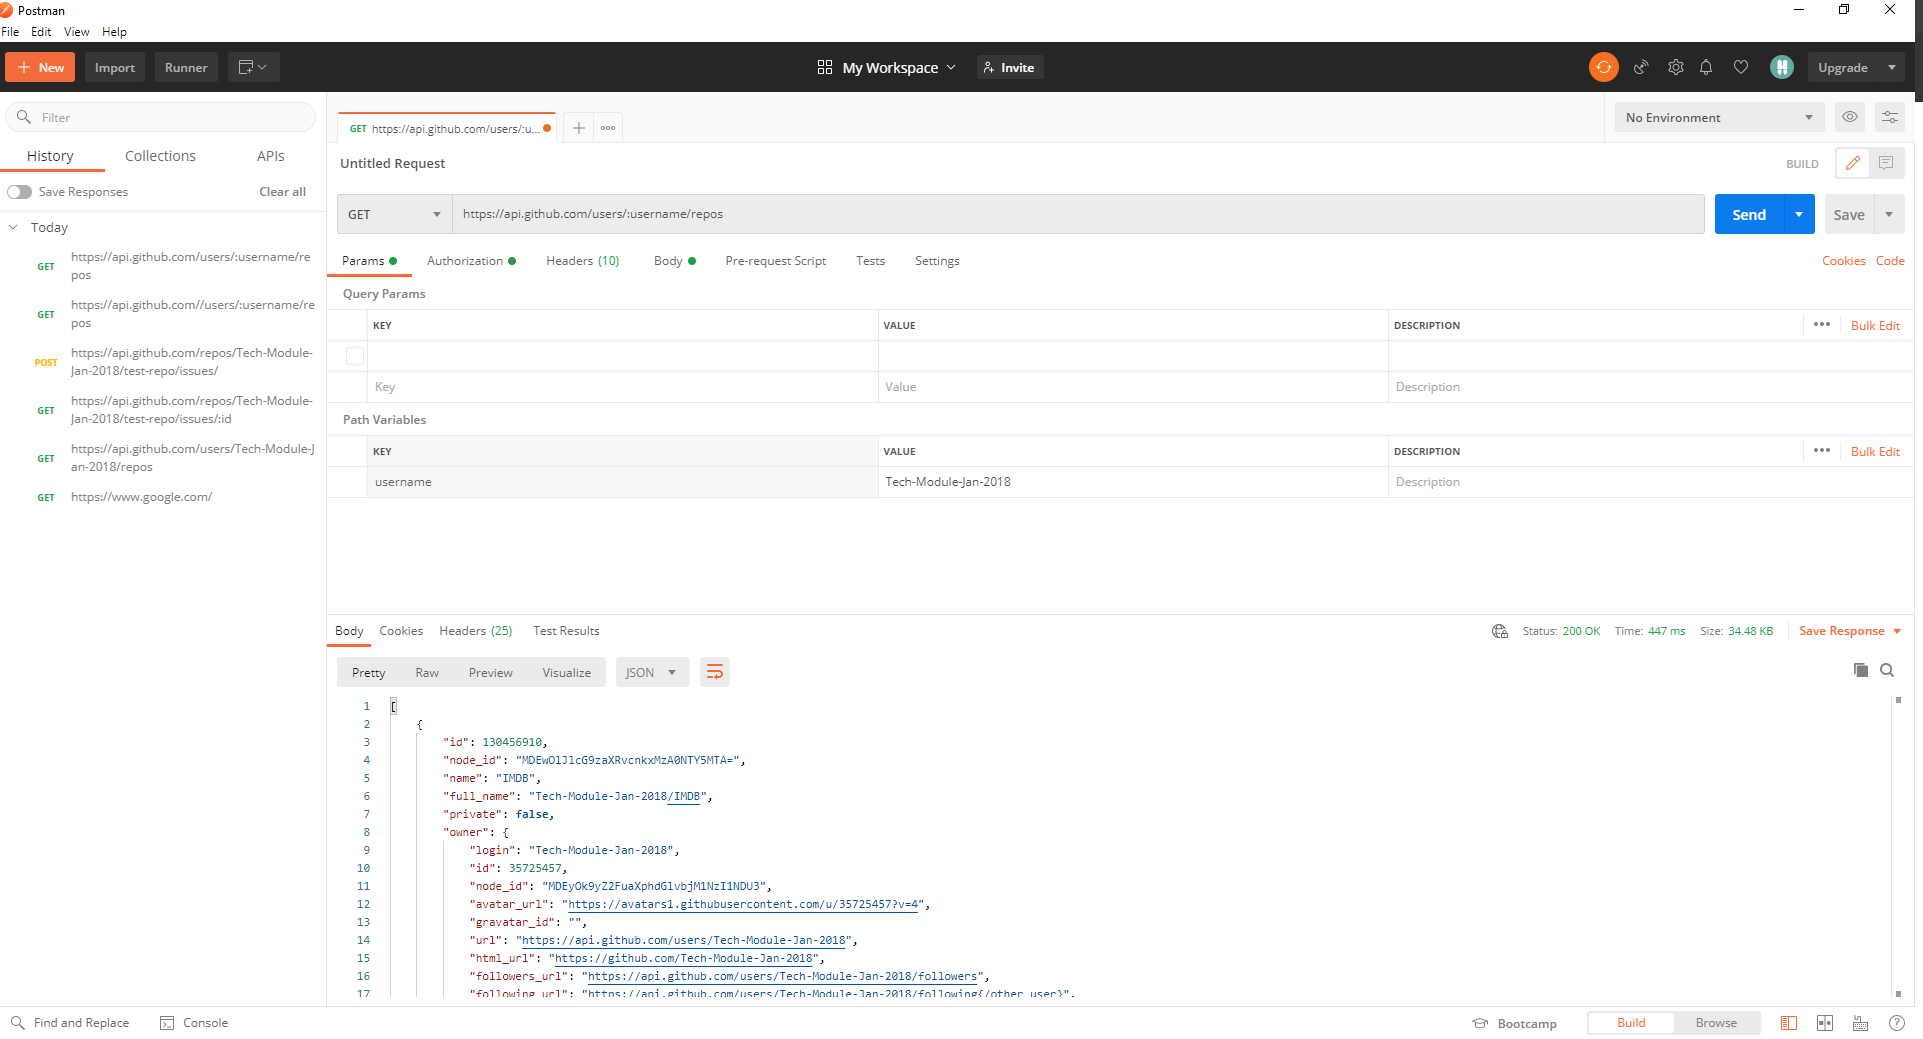 Postman
File Edit View Help
New Import Runner My Workspace Invite Upgrade
Filter
History Collections APIs
Save Responses Clear all
Today
GET https://api.github.com/users/:username/re
pos
GET https://api.github.com//users/:username/re
pos
POST https://api.github.com/repos/Tech-Module-
Jan-2018/test-repo/issues/
GET https://api.github.com/repos/Tech-Module-
Jan-2018/test-repo/issues/:id
GET https://api.github.com/users/Tech-Module-J
an-2018/repos
GET https://www.google.com/
GET https://api.github.com/users/:u...
No Environment
Untitled Request BUILD
GET https://api.github.com/users/:username/repos Send Save
Params Authorization Headers (10) Body Pre-request Script Tests Settings Cookies Code
Query Params
KEY VALUE DESCRIPTION ••• Bulk Edit
Key Value Description
Path Variables
KEY VALUE DESCRIPTION ••• Bulk Edit
username Tech-Module-Jan-2018 Description
Body Cookies Headers (25) Test Results Status: 200 OK Time: 447 ms Size: 34.48 KB Save Response
Pretty Raw Preview Visualize JSON
1 [
2 {
3 "id": 130456910,
4 "node_id": "MDEwOlJlcG9zaXRvcnkxMzA0NTY5MTA=",
5 "name": "IMDB",
6 "full_name": "Tech-Module-Jan-2018/IMDB",
7 "private": false,
8 "owner": {
9 "login": "Tech-Module-Jan-2018",
10 "id": 35725457,
11 "node_id": "MDEyOk9yZ2FuaXphdGlvbjM1NzI1NDU3",
12 "avatar_url": "https://avatars1.githubusercontent.com/u/35725457?v=4",
13 "gravatar_id": "",
14 "url": "https://api.github.com/users/Tech-Module-Jan-2018",
15 "html_url": "https://github.com/Tech-Module-Jan-2018",
16 "followers_url": "https://api.github.com/users/Tech-Module-Jan-2018/followers",
17 "following_url": "https://api.github.com/users/Tech-Module-Jan-2018/following{/other_user}",
Find and Replace Console Bootcamp Build Browse